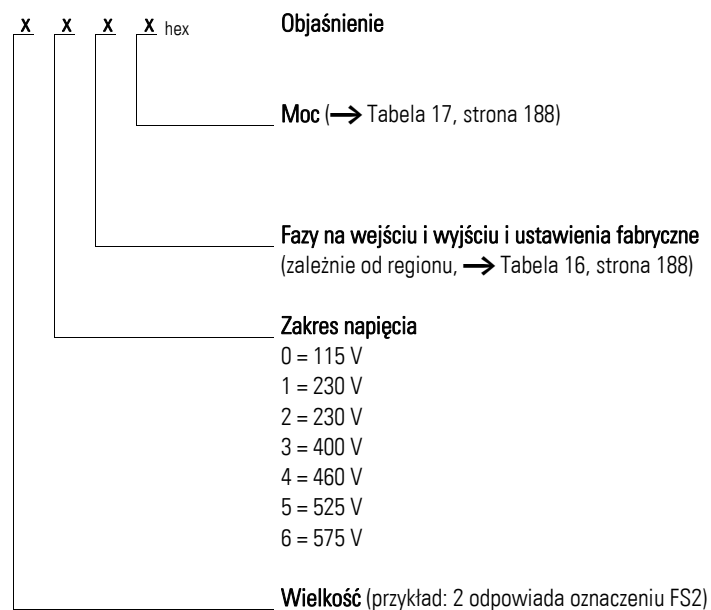 x x x x hex Objaśnienie
Moc (→ Tabela 17, strona 188)
Fazy na wejściu i wyjściu i ustawienia fabryczne
(zależnie od regionu, → Tabela 16, strona 188)
Zakres napięcia
0 = 115 V
1 = 230 V
2 = 230 V
3 = 400 V
4 = 460 V
5 = 525 V
6 = 575 V
Wielkość (przykład: 2 odpowiada oznaczeniu FS2)